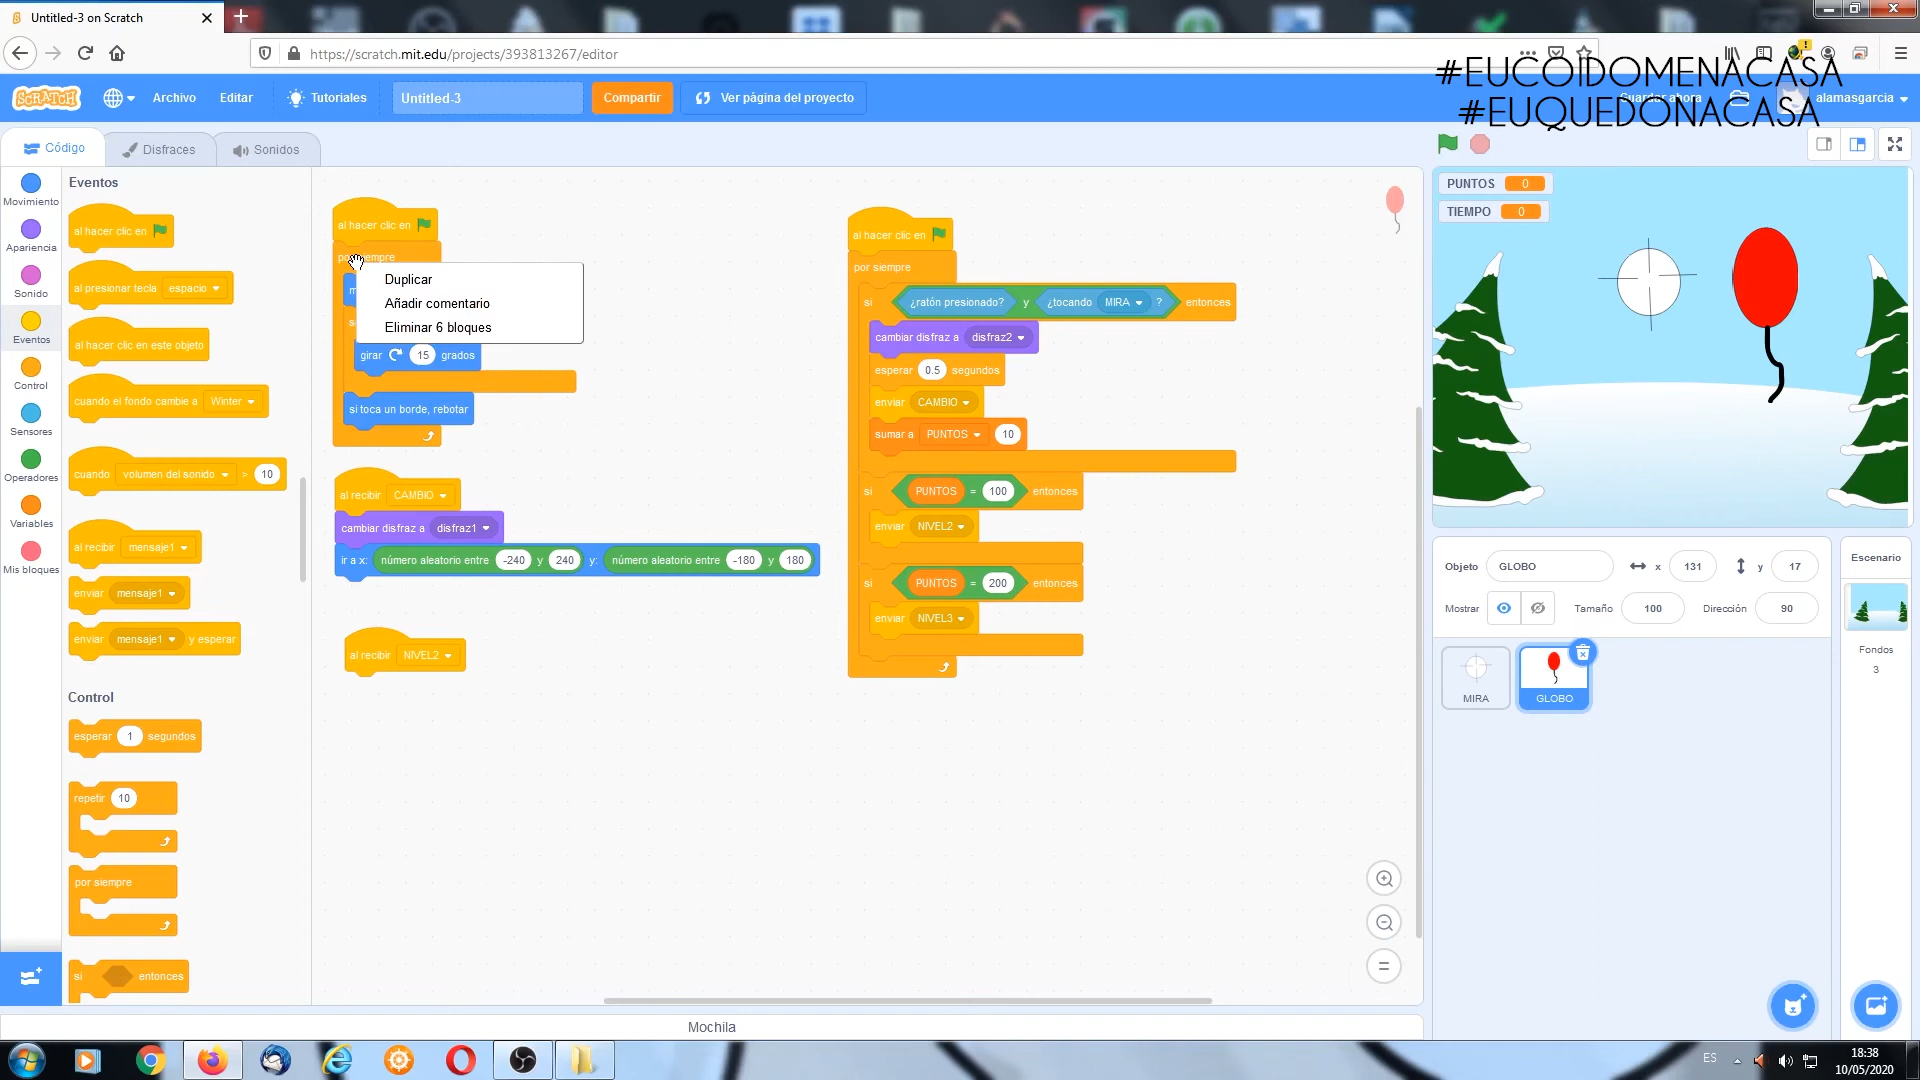 Untitled-3 on Scratch
https://scratch.mit.edu/projects/393813267/editor
#EUCOIDOMENACASA
#EUQUEDONACASA
SCRATCH
Archivo
Editar
Tutoriales
Untitled-3
Compartir
Ver página del proyecto
Guardar ahora
alamasgarcia
Código
Disfraces
Sonidos
Movimiento
Apariencia
Sonido
Eventos
Control
Sensores
Operadores
Variables
Mis bloques
Eventos
al hacer clic en
al presionar tecla espacio
al hacer clic en este objeto
cuando el fondo cambie a Winter
cuando volumen del sonido > 10
al recibir mensaje1
enviar mensaje1
enviar mensaje1 y esperar
Control
esperar 1 segundos
repetir 10
por siempre
si entonces
al hacer clic en
por siempre
Duplicar
Añadir comentario
Eliminar 6 bloques
girar 15 grados
si toca un borde, rebotar
al recibir CAMBIO
cambiar disfraz a disfraz1
ir a x: número aleatorio entre -240 y 240 y: número aleatorio entre -180 y 180
al recibir NIVEL2
al hacer clic en
por siempre
si ¿ratón presionado? y ¿tocando MIRA ? entonces
cambiar disfraz a disfraz2
esperar 0.5 segundos
enviar CAMBIO
sumar a PUNTOS 10
si PUNTOS = 100 entonces
enviar NIVEL2
si PUNTOS = 200 entonces
enviar NIVEL3
PUNTOS 0
TIEMPO 0
Objeto GLOBO x 131 y 17
Mostrar Tamaño 100 Dirección 90
MIRA
GLOBO
Escenario
Fondos
3
Mochila
ES
18:38
10/05/2020